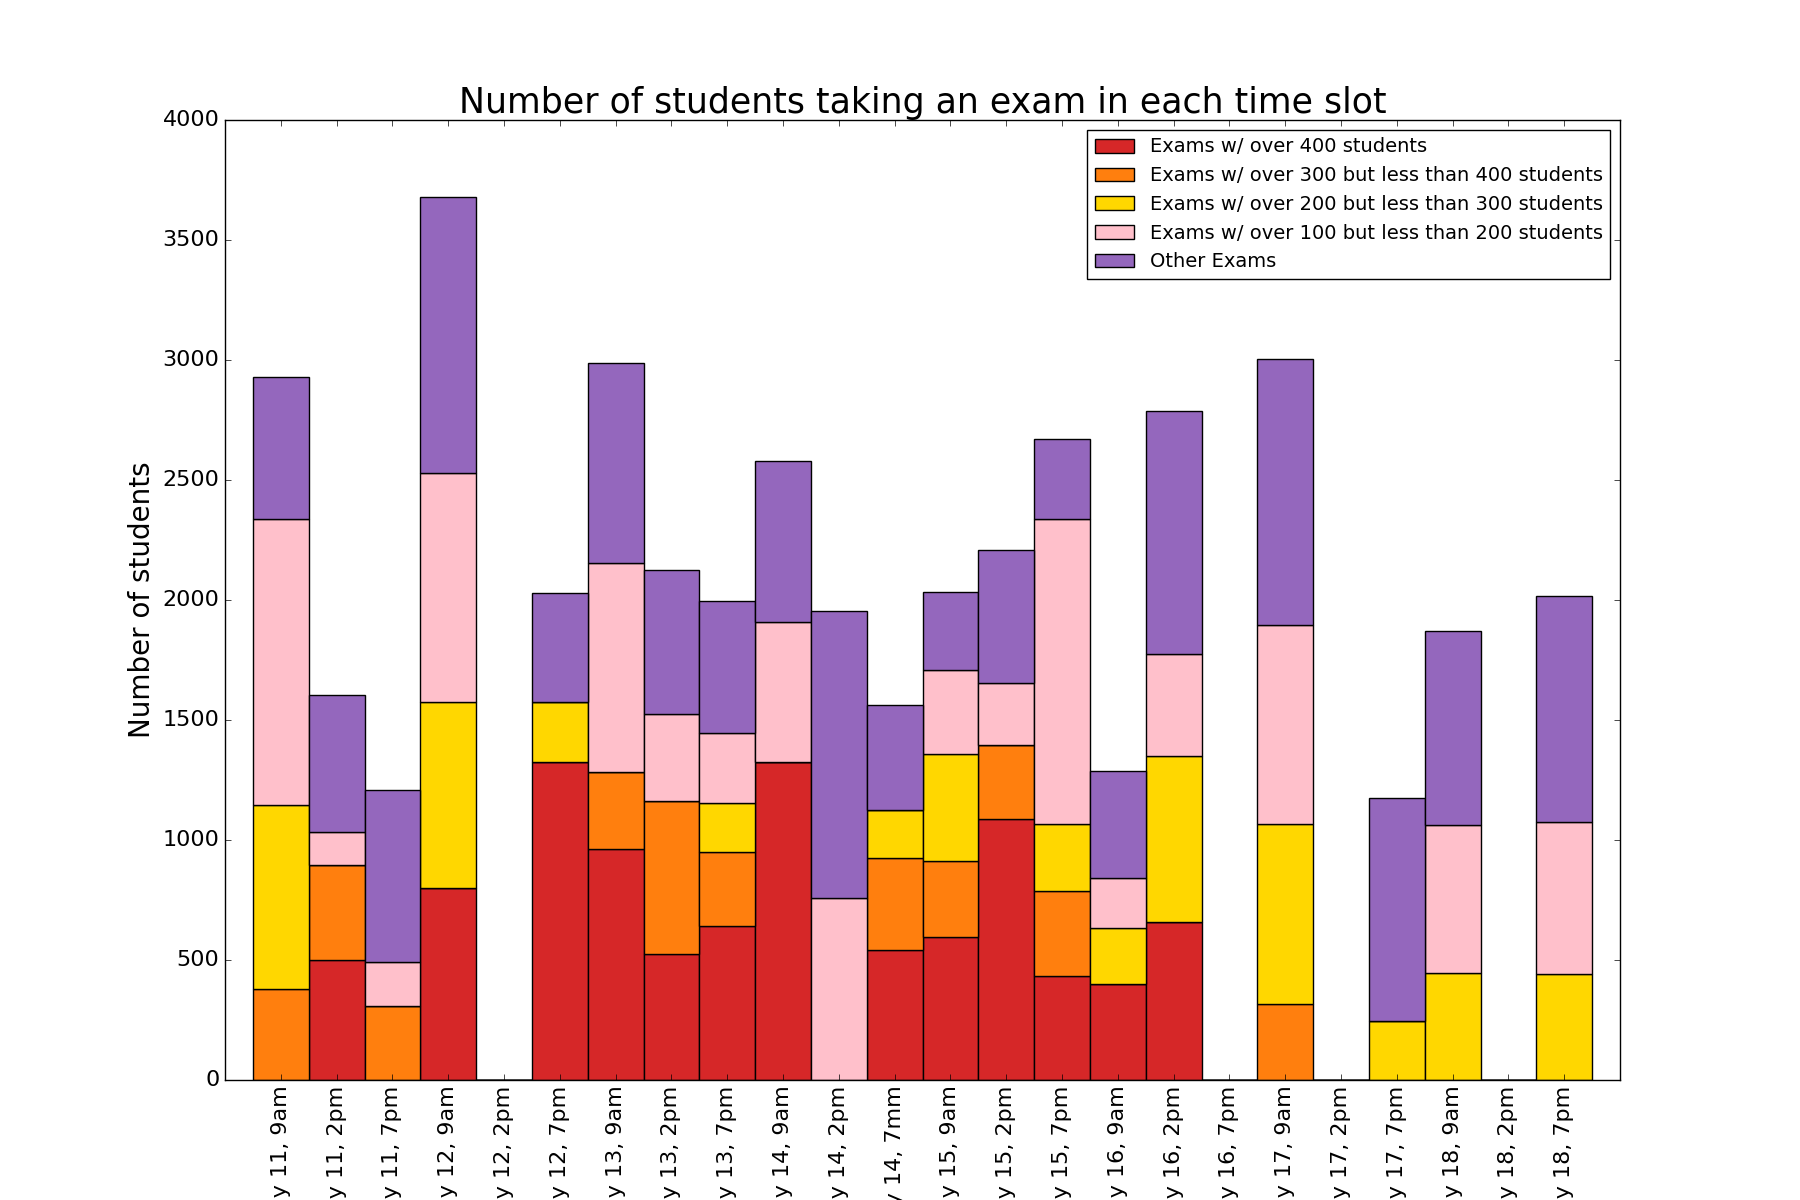 Number of students taking an exam in each time slot
Exams w/ over 400 students
Exams w/ over 300 but less than 400 students
Exams w/ over 200 but less than 300 students
Exams w/ over 100 but less than 200 students
Other Exams
Number of students
4000
3500
3000
2500
2000
1500
1000
500
0
y 11, 9am
y 11, 2pm
y 11, 7pm
y 12, 9am
y 12, 2pm
y 12, 7pm
y 13, 9am
y 13, 2pm
y 13, 7pm
y 14, 9am
y 14, 2pm
y 14, 7mm
y 15, 9am
y 15, 2pm
y 15, 7pm
y 16, 9am
y 16, 2pm
y 16, 7pm
y 17, 9am
y 17, 2pm
y 17, 7pm
y 18, 9am
y 18, 2pm
y 18, 7pm